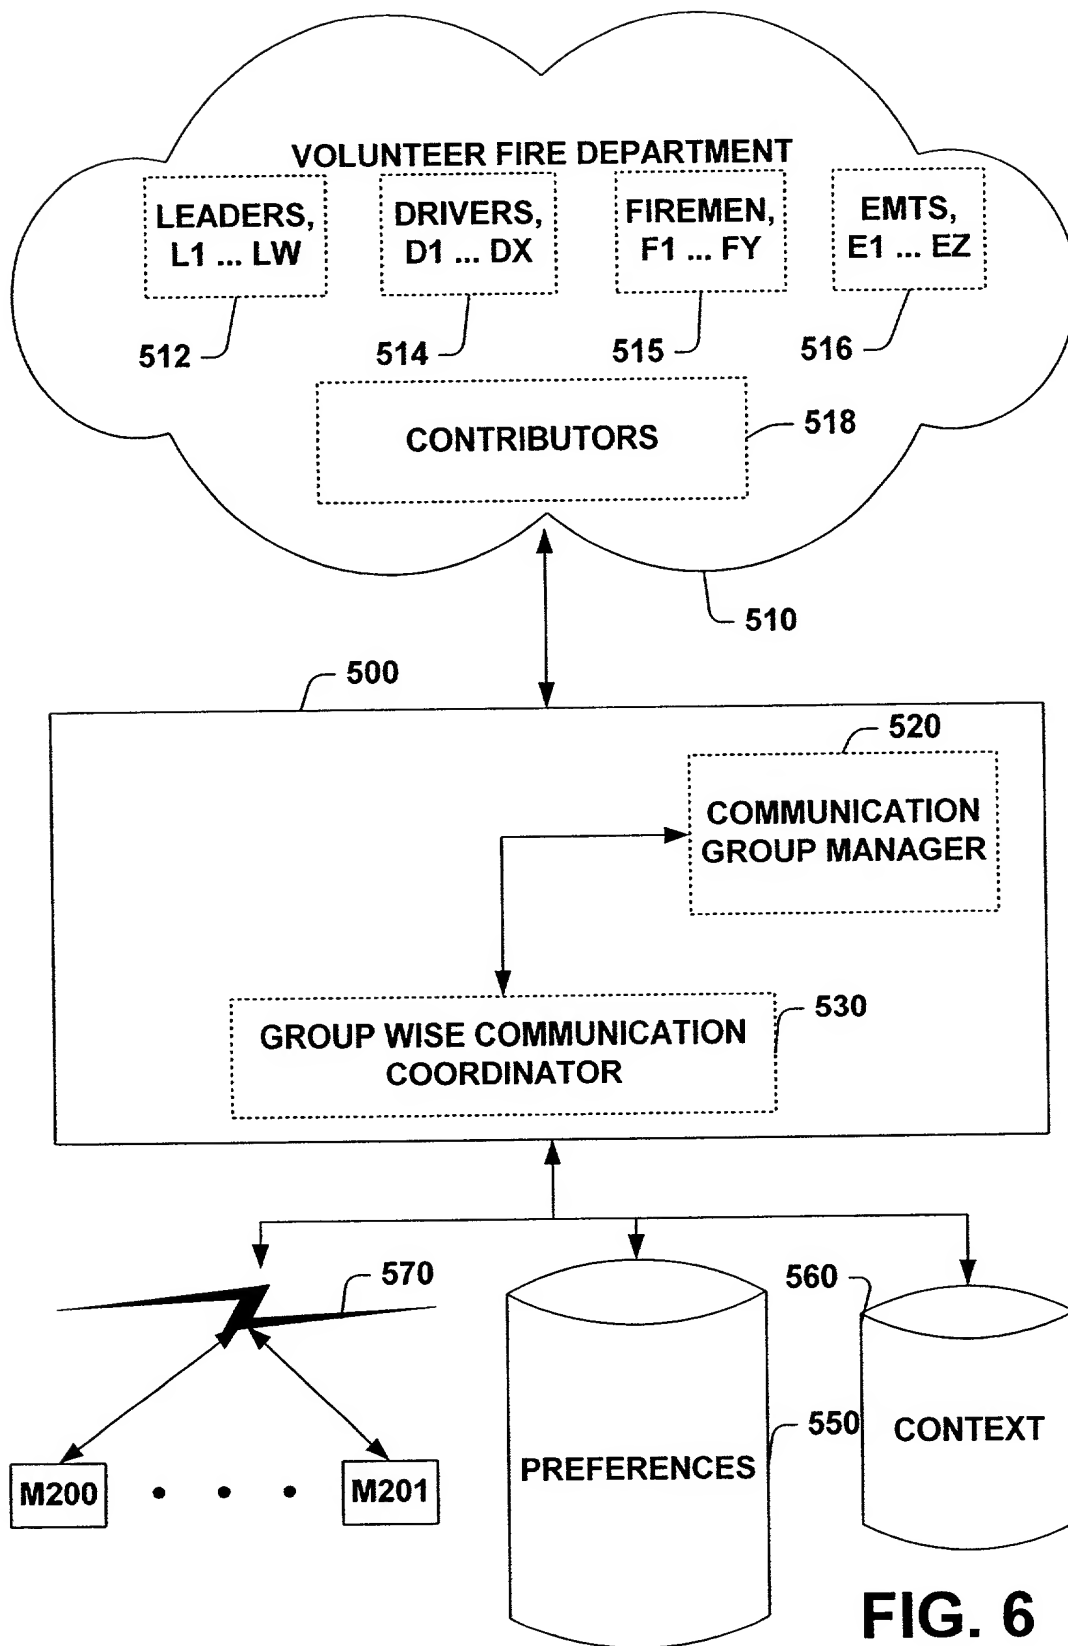 VOLUNTEER FIRE DEPARTMENT
LEADERS,
L1 ... LW
DRIVERS,
D1 ... DX
FIREMEN,
F1 ... FY
EMTS,
E1 ... EZ
512
514
515
516
CONTRIBUTORS
518
510
500
520
COMMUNICATION
GROUP MANAGER
530
GROUP WISE COMMUNICATION
COORDINATOR
570
560
550
PREFERENCES
CONTEXT
M200
M201
FIG. 6